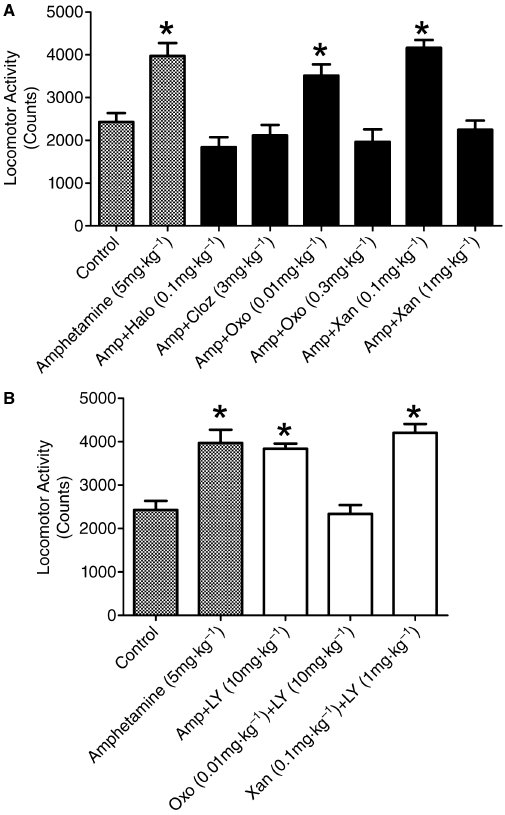 A
5000
4000
3000
2000
1000
0
Locomotor Activity
(Counts)
*
*
*
Control
Amphetamine (5mg·kg⁻¹)
Amp+Halo (0.1mg·kg⁻¹)
Amp+Cloz (3mg·kg⁻¹)
Amp+Oxo (0.01mg·kg⁻¹)
Amp+Oxo (0.3mg·kg⁻¹)
Amp+Xan (0.1mg·kg⁻¹)
Amp+Xan (1mg·kg⁻¹)
B
5000
4000
3000
2000
1000
0
Locomotor Activity
(Counts)
*
*
*
Control
Amphetamine (5mg·kg⁻¹)
Amp+LY (10mg·kg⁻¹)
Oxo (0.01mg·kg⁻¹)+LY (10mg·kg⁻¹)
Xan (0.1mg·kg⁻¹)+LY (1mg·kg⁻¹)